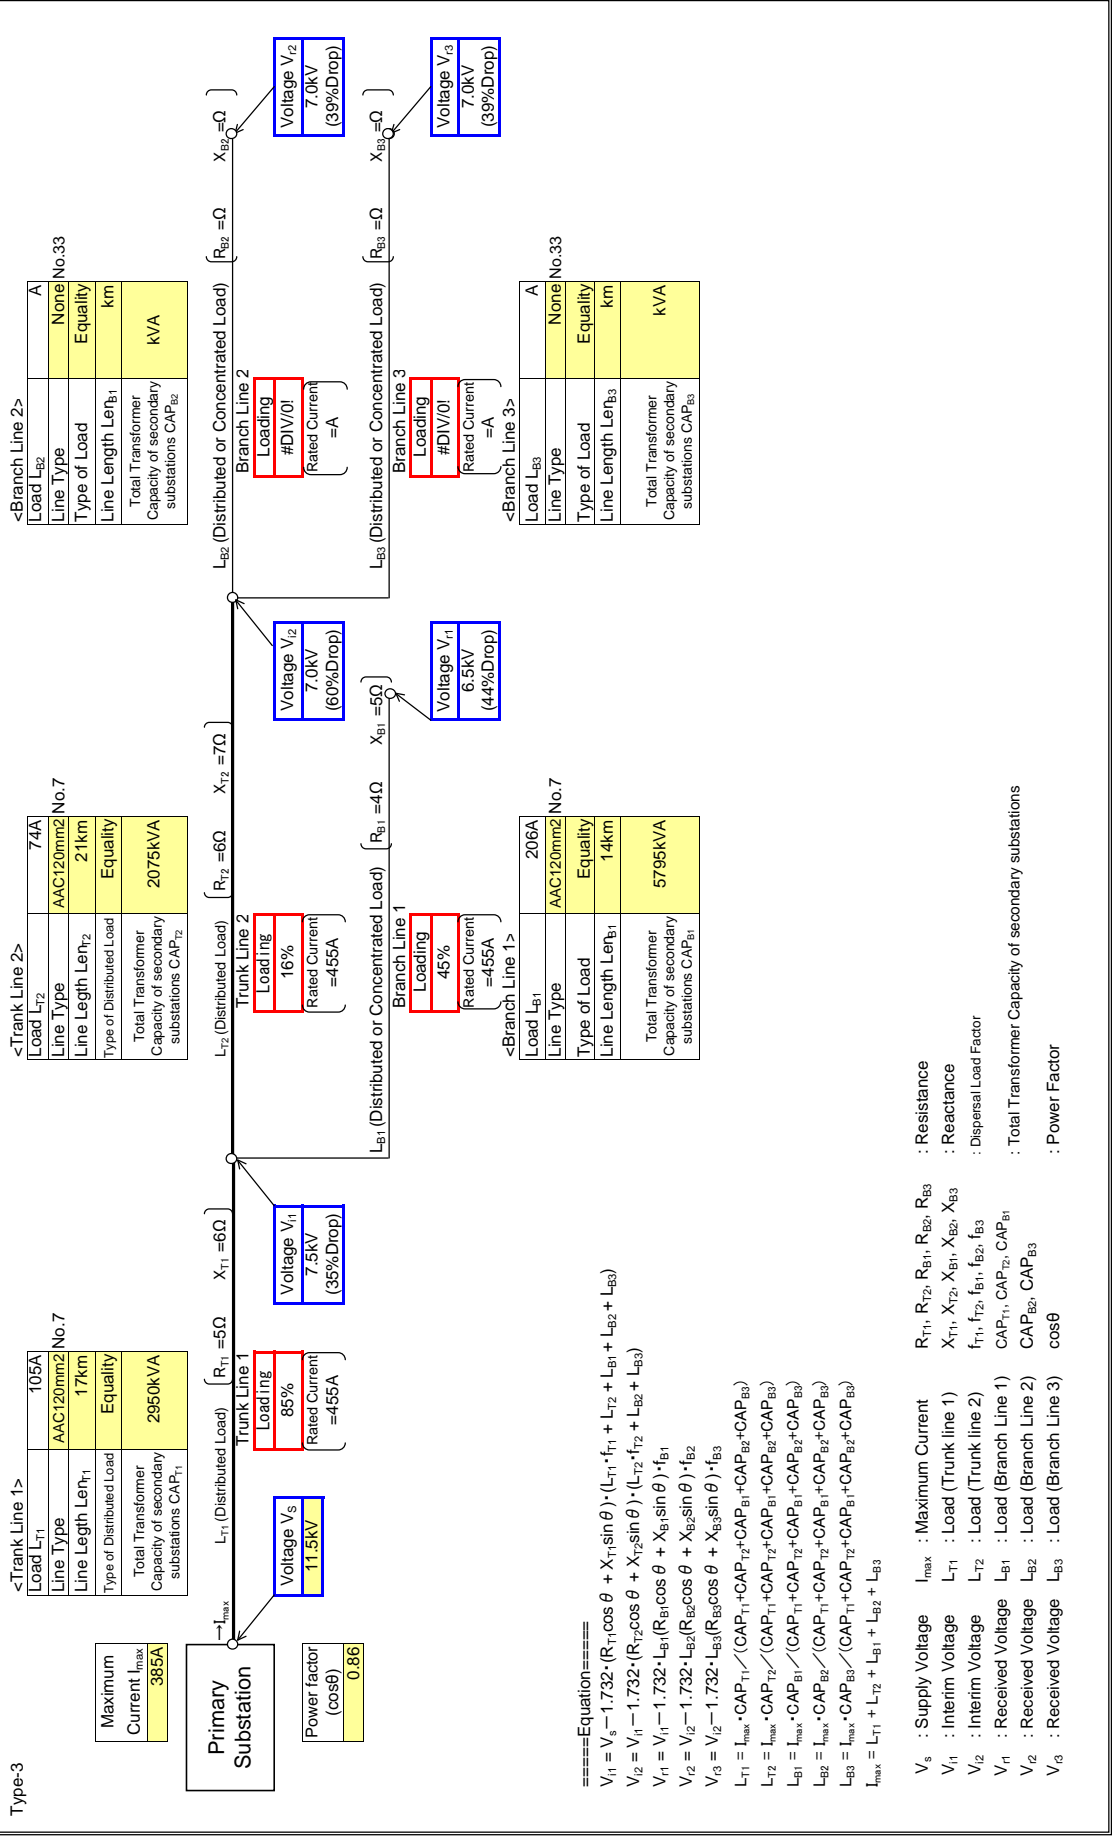 Type-3
Maximum
Current Imax
385A
Primary
Substation
Power factor
(cosθ)
0.86
→Imax
Voltage VS
11.5kV
<Trank Line 1>
Load LT1 105A
Line Type AAC120mm2 No.7
Line Length LenT1 17km
Type of Distributed Load Equality
Total Transformer
Capacity of secondary
substations CAPT1
2950kVA
LT1 (Distributed Load) RT1 =5Ω XT1 =6Ω
Trunk Line 1
Loading
85%
Rated Current
=455A
Voltage Vi1
7.5kV
(35%Drop)
<Trank Line 2>
Load LT2 74A
Line Type AAC120mm2 No.7
Line Legth LenT2 21km
Type of Distributed Load Equality
Total Transformer
Capacity of secondary
substations CAPT2
2075kVA
LT2 (Distributed Load) RT2 =6Ω XT2 =7Ω
Trunk Line 2
Loading
16%
Rated Current
=455A
Voltage Vi2
7.0kV
(60%Drop)
LB1 (Distributed or Concentrated Load) RB1 =4Ω XB1 =5Ω
Branch Line 1
Loading
45%
Rated Current
=455A
Voltage Vr1
6.5kV
(44%Drop)
<Branch Line 1>
Load LB1 206A
Line Type AAC120mm2 No.7
Type of Load Equality
Line Length LenB1 14km
Total Transformer
Capacity of secondary
substations CAPB1
5795kVA
<Branch Line 2>
Load LB2 A
Line Type None No.33
Type of Load Equality
Line Length LenB1 km
Total Transformer
Capacity of secondary
substations CAPB2
kVA
LB2 (Distributed or Concentrated Load) RB2 =Ω XB2 =Ω
Branch Line 2
Loading
#DIV/0!
Rated Current
=A
Voltage Vr2
7.0kV
(39%Drop)
LB3 (Distributed or Concentrated Load) RB3 =Ω XB3 =Ω
Branch Line 3
Loading
#DIV/0!
Rated Current
=A
Voltage Vr3
7.0kV
(39%Drop)
<Branch Line 3>
Load LB3 A
Line Type None No.33
Type of Load Equality
Line Length LenB3 km
Total Transformer
Capacity of secondary
substations CAPB3
kVA
=====Equation=====
Vi1 = Vs－1.732･(RT1cos θ + XT1sin θ)･(LT1･fT1 + LT2 + LB1 + LB2 + LB3)
Vi2 = Vi1－1.732･(RT2cos θ + XT2sin θ)･(LT2･fT2 + LB2 + LB3)
Vr1 = Vi1－1.732･LB1(RB1cos θ + XB1sin θ)･fB1
Vr2 = Vi2－1.732･LB2(RB2cos θ + XB2sin θ)･fB2
Vr3 = Vi2－1.732･LB3(RB3cos θ + XB3sin θ)･fB3
LT1 = Imax･CAPT1／(CAPT1+CAPT2+CAPB1+CAPB2+CAPB3)
LT2 = Imax･CAPT2／(CAPT1+CAPT2+CAPB1+CAPB2+CAPB3)
LB1 = Imax･CAPB1／(CAPT1+CAPT2+CAPB1+CAPB2+CAPB3)
LB2 = Imax･CAPB2／(CAPT1+CAPT2+CAPB1+CAPB2+CAPB3)
LB3 = Imax･CAPB3／(CAPT1+CAPT2+CAPB1+CAPB2+CAPB3)
Imax = LT1 + LT2 + LB1 + LB2 + LB3
Vs : Supply Voltage Imax : Maximum Current RT1, RT2, RB1, RB2, RB3 : Resistance
Vi1 : Interim Voltage LT1 : Load (Trunk line 1) XT1, XT2, XB1, XB2, XB3 : Reactance
Vi2 : Interim Voltage LT2 : Load (Trunk line 2) fT1, fT2, fB1, fB2, fB3 : Dispersal Load Factor
Vr1 : Received Voltage LB1 : Load (Branch Line 1) CAPT1, CAPT2, CAPB1
Vr2 : Received Voltage LB2 : Load (Branch Line 2) CAPB2, CAPB3 : Total Transformer Capacity of secondary substations
Vr3 : Received Voltage LB3 : Load (Branch Line 3) cosθ : Power Factor